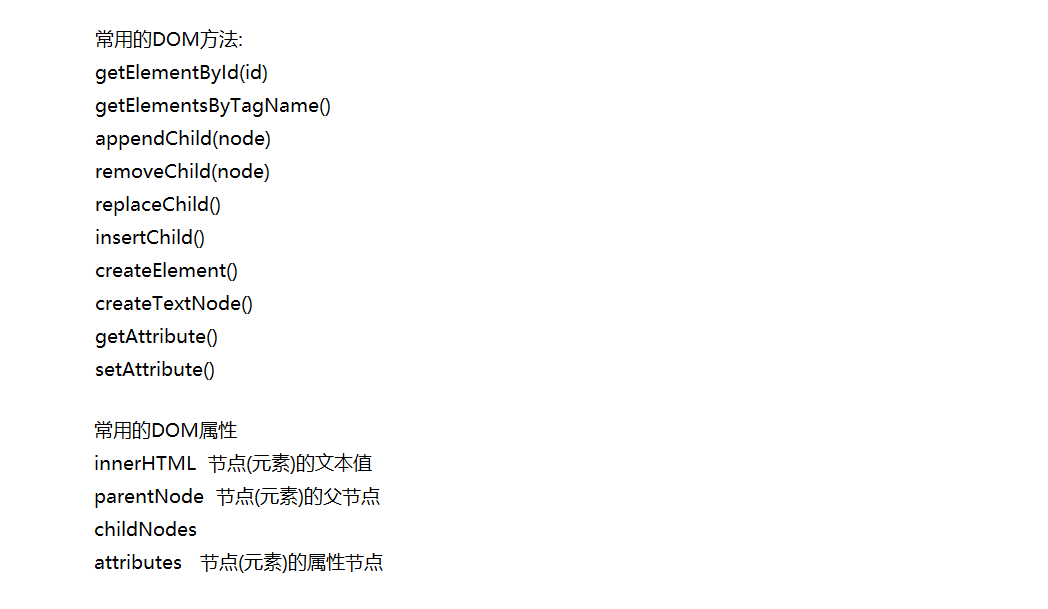 常用的DOM方法:
getElementById(id)
getElementsByTagName()
appendChild(node)
removeChild(node)
replaceChild()
insertChild()
createElement()
createTextNode()
getAttribute()
setAttribute()
常用的DOM属性
innerHTML 节点(元素)的文本值
parentNode 节点(元素)的父节点
childNodes
attributes 节点(元素)的属性节点